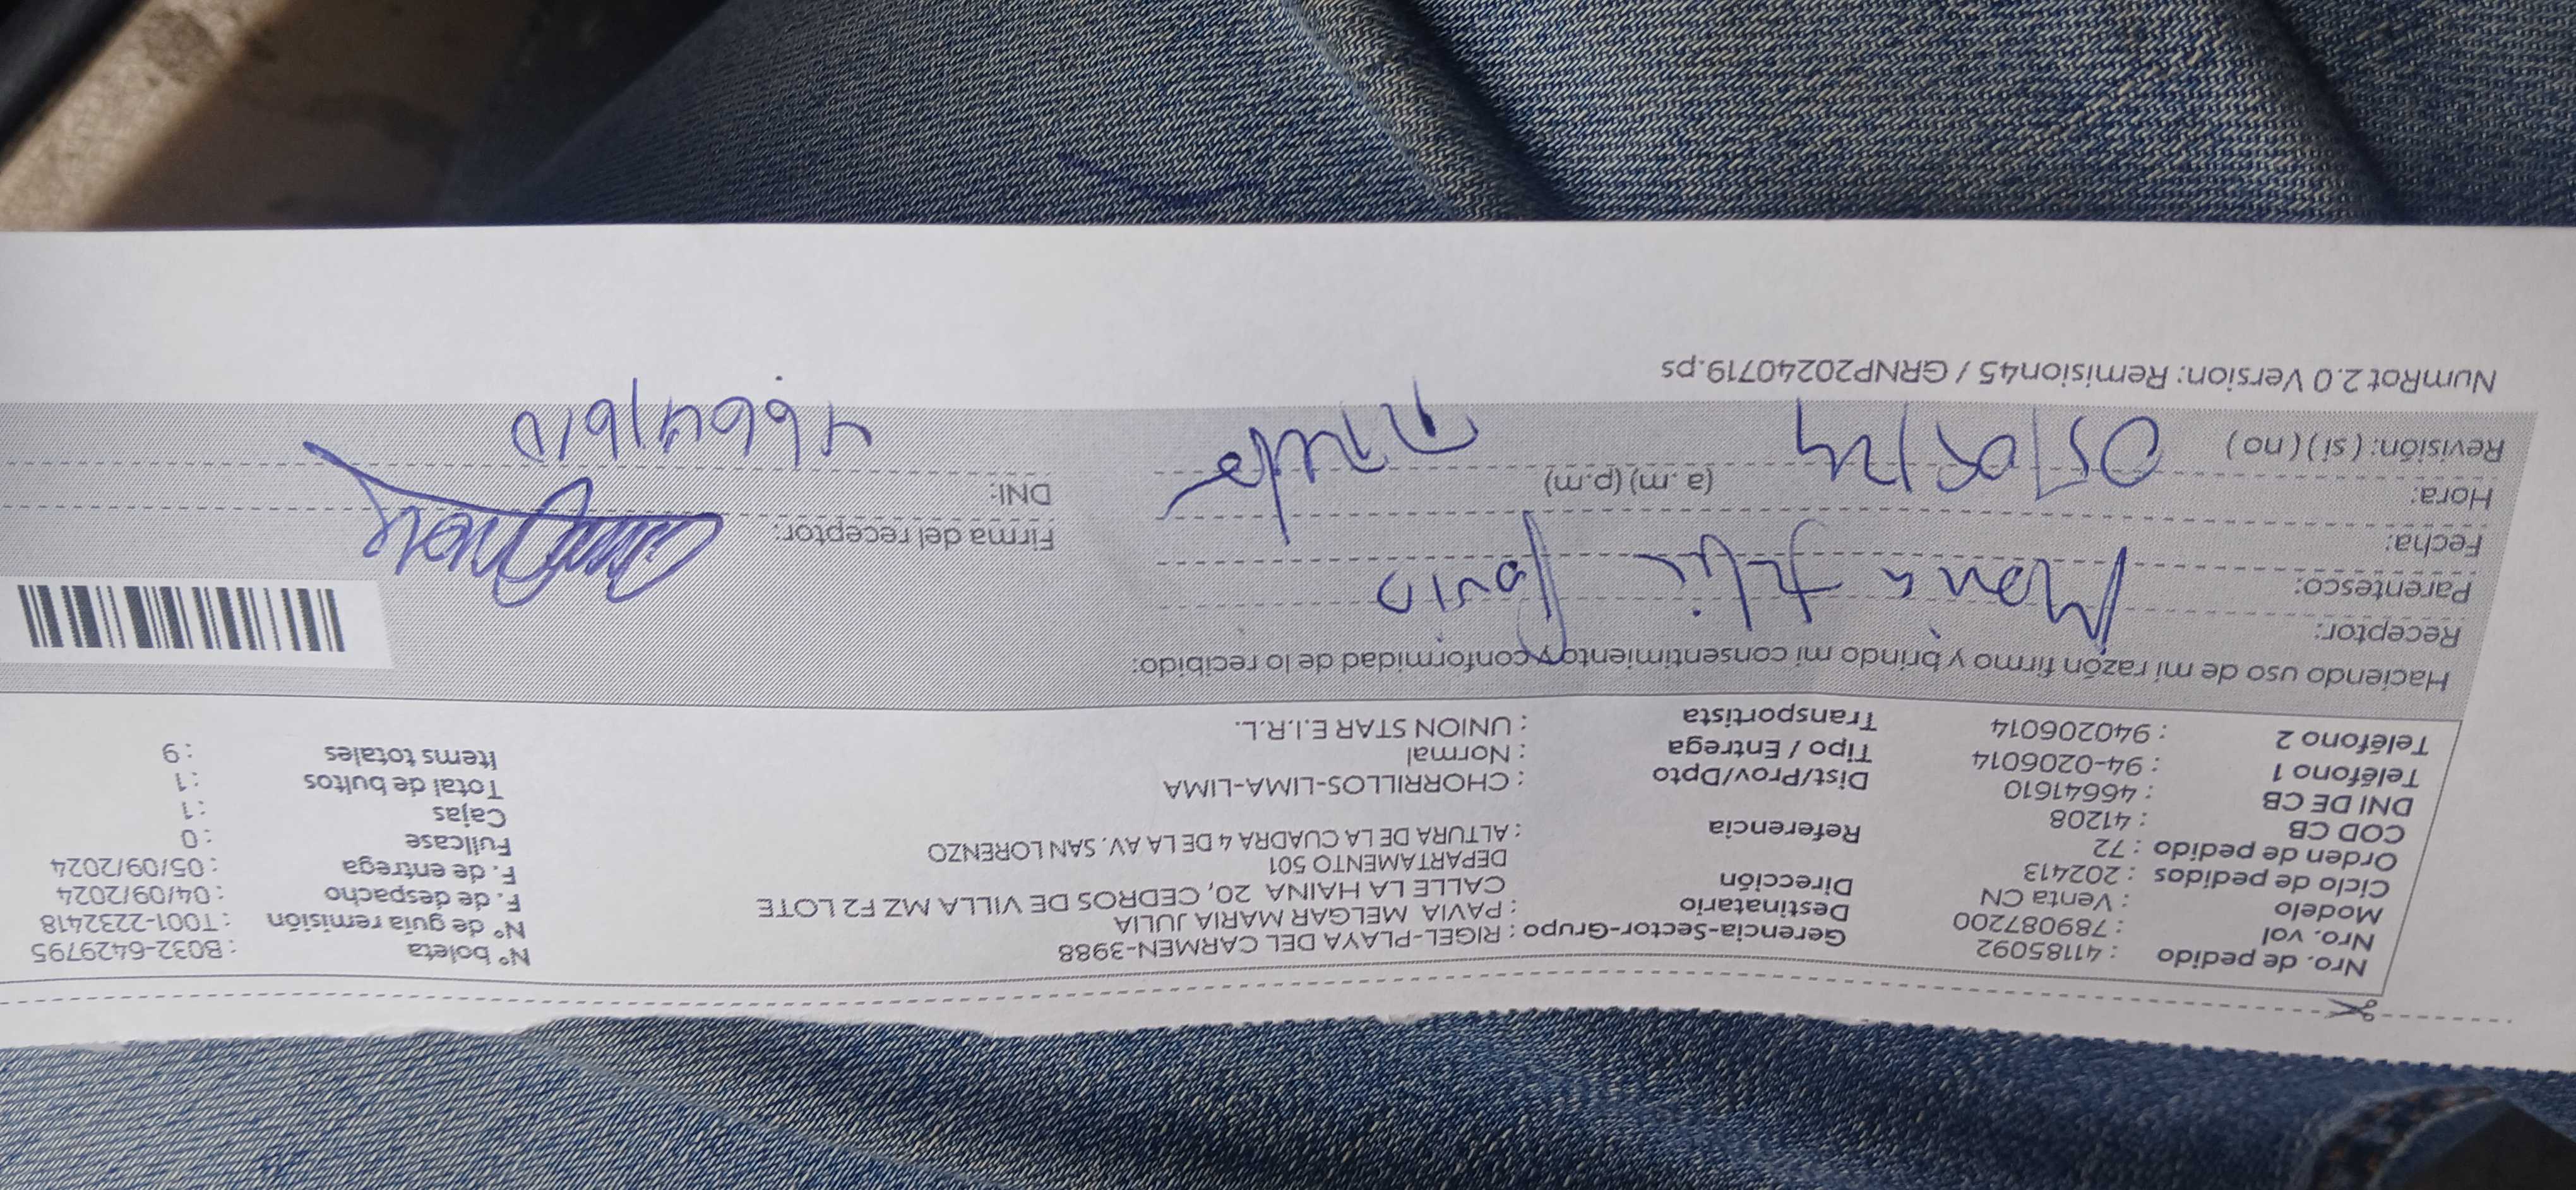 Nro. de pedido : 41185092 Gerencia-Sector-Grupo : RIGEL-PLAYA DEL CARMEN-3988 N° boleta : B032-6429795
Nro. vol : 789087200 Destinatario : PAVIA MELGAR MARIA JULIA N° de guía remisión : T001-2232418
Modelo : Venta CN Dirección CALLE LA HAINA 20, CEDROS DE VILLA MZ F2 LOTE F. de despacho : 04/09/2024
Ciclo de pedidos : 202413 DEPARTAMENTO 501 F. de entrega : 05/09/2024
Orden de pedido : 72 Referencia : ALTURA DE LA CUADRA 4 DE LA AV. SAN LORENZO Fullcase : 0
COD CB : 41208 Dist/Prov/Dpto : CHORRILLOS-LIMA-LIMA Cajas : 1
DNI DE CB : 46641610 Tipo / Entrega : Normal Total de bultos : 1
Teléfono 1 : 94-0206014 Transportista : UNION STAR E.I.R.L. Ítems totales : 9
Teléfono 2 : 940206014
Haciendo uso de mi razón firmo y brindo mi consentimiento y conformidad de lo recibido:
Receptor: Maria Julia Pavia
Parentesco:
Fecha: Firma del receptor:
Hora: (a.m) (p.m) DNI: 46641610
Revisión: (si) (no) Titular
NumRot 2.0 Version: Remision45 / GRNP20240719.ps